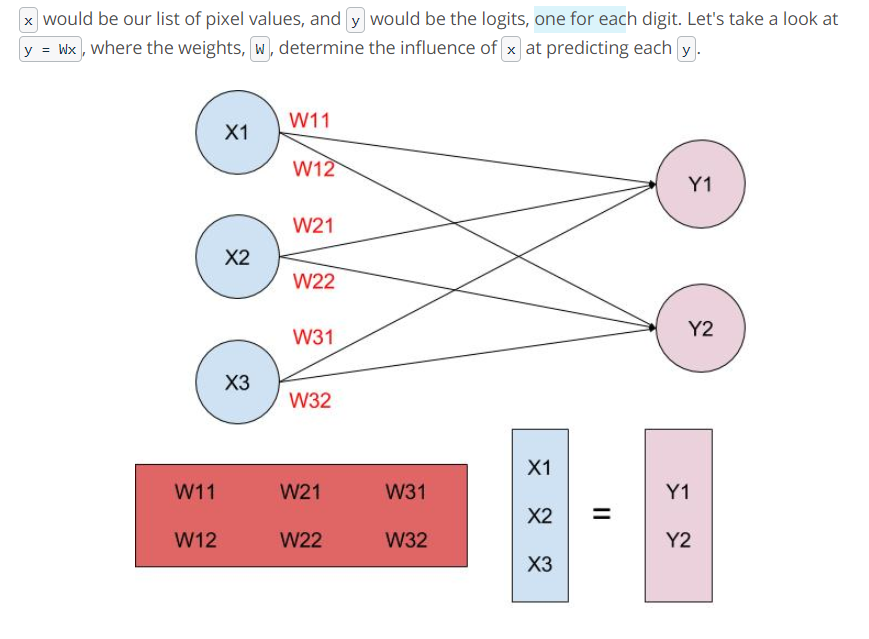 x would be our list of pixel values, and y would be the logits, one for each digit. Let's take a look at
y = Wx, where the weights, W, determine the influence of x at predicting each y.
X1
W11
W12
Y1
W21
X2
W22
Y2
W31
X3
W32
X1
W11 W21 W31
Y1
X2 =
W12 W22 W32
Y2
X3